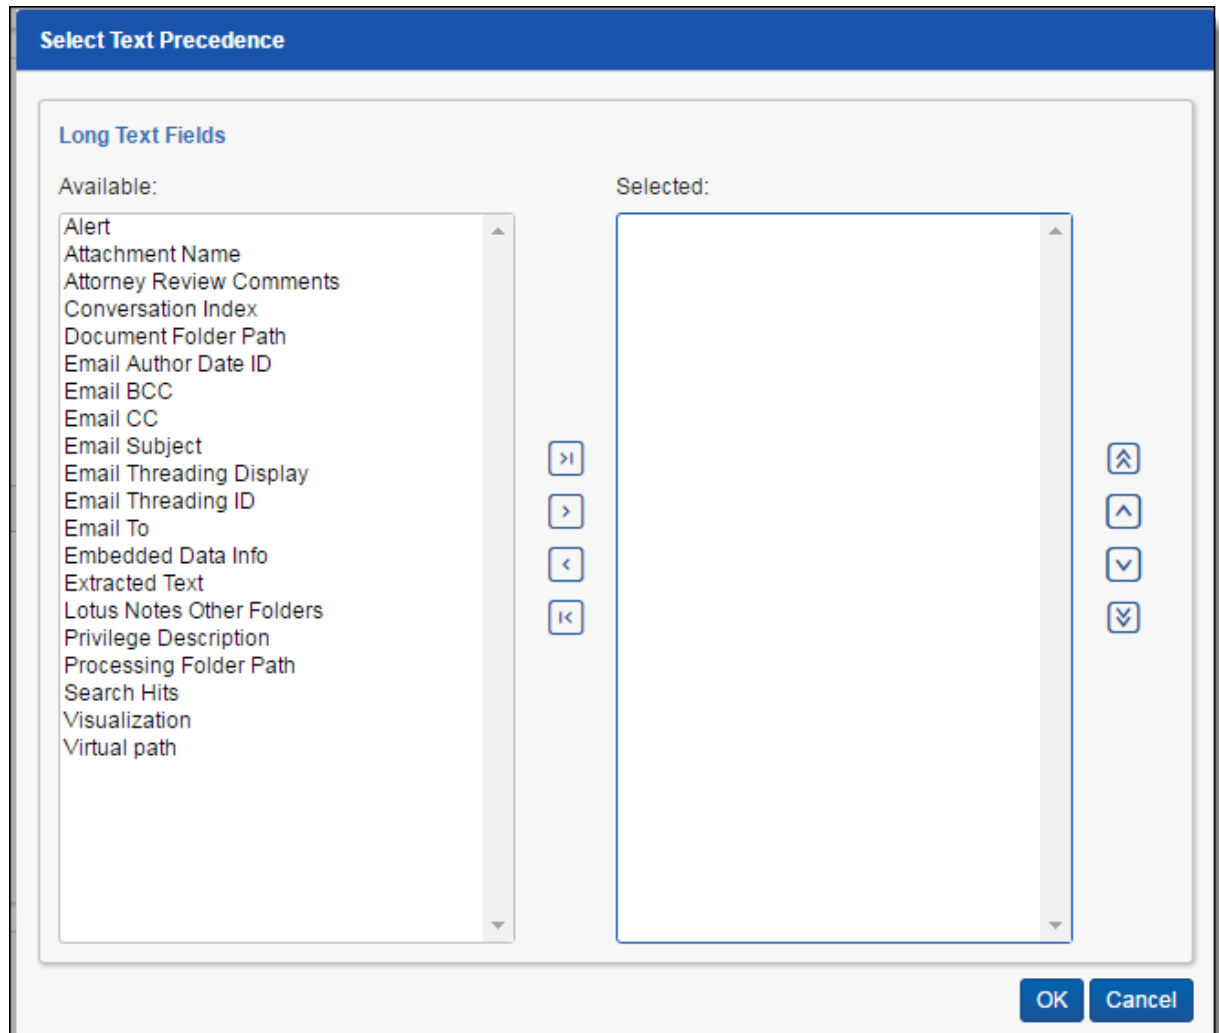 Select Text Precedence
Long Text Fields
Available:
Selected:
Alert
Attachment Name
Attorney Review Comments
Conversation Index
Document Folder Path
Email Author Date ID
Email BCC
Email CC
Email Subject
Email Threading Display
Email Threading ID
Email To
Embedded Data Info
Extracted Text
Lotus Notes Other Folders
Privilege Description
Processing Folder Path
Search Hits
Visualization
Virtual path
OK
Cancel